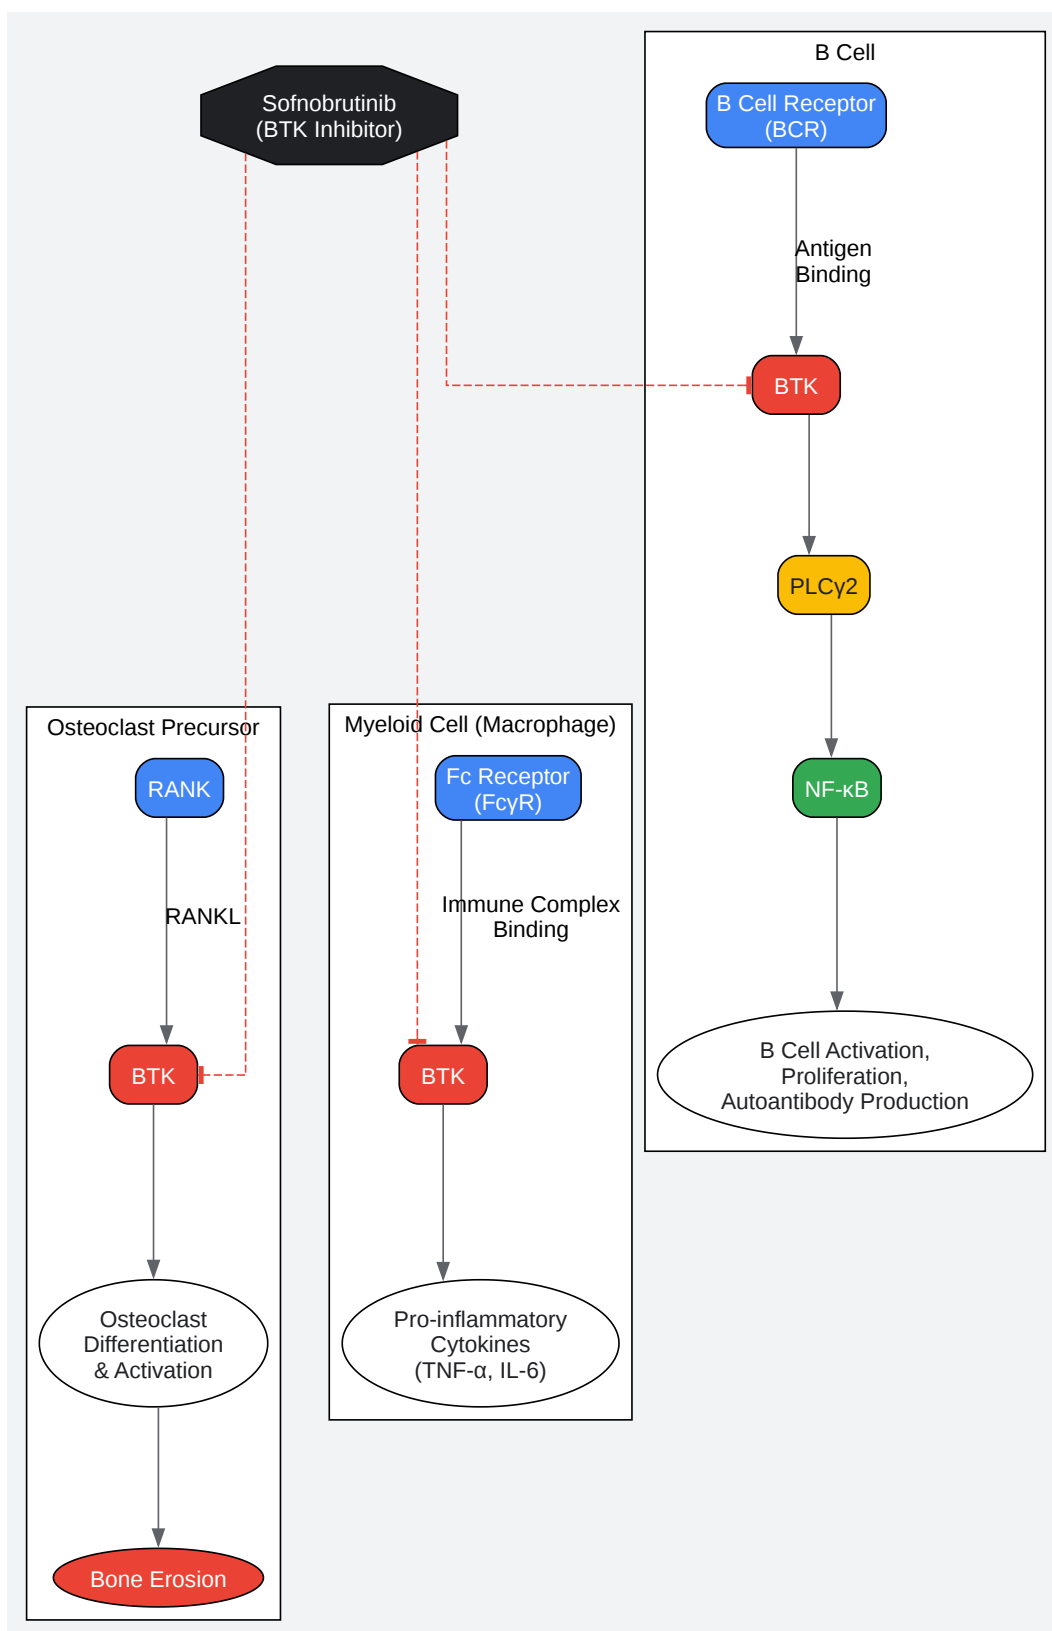 Sofnobrutinib
(BTK Inhibitor)
B Cell
B Cell Receptor
(BCR)
Antigen
Binding
BTK
PLCγ2
NF-κB
B Cell Activation,
Proliferation,
Autoantibody Production
Osteoclast Precursor
RANK
RANKL
BTK
Osteoclast
Differentiation
& Activation
Bone Erosion
Myeloid Cell (Macrophage)
Fc Receptor
(FcγR)
Immune Complex
Binding
BTK
Pro-inflammatory
Cytokines
(TNF-α, IL-6)